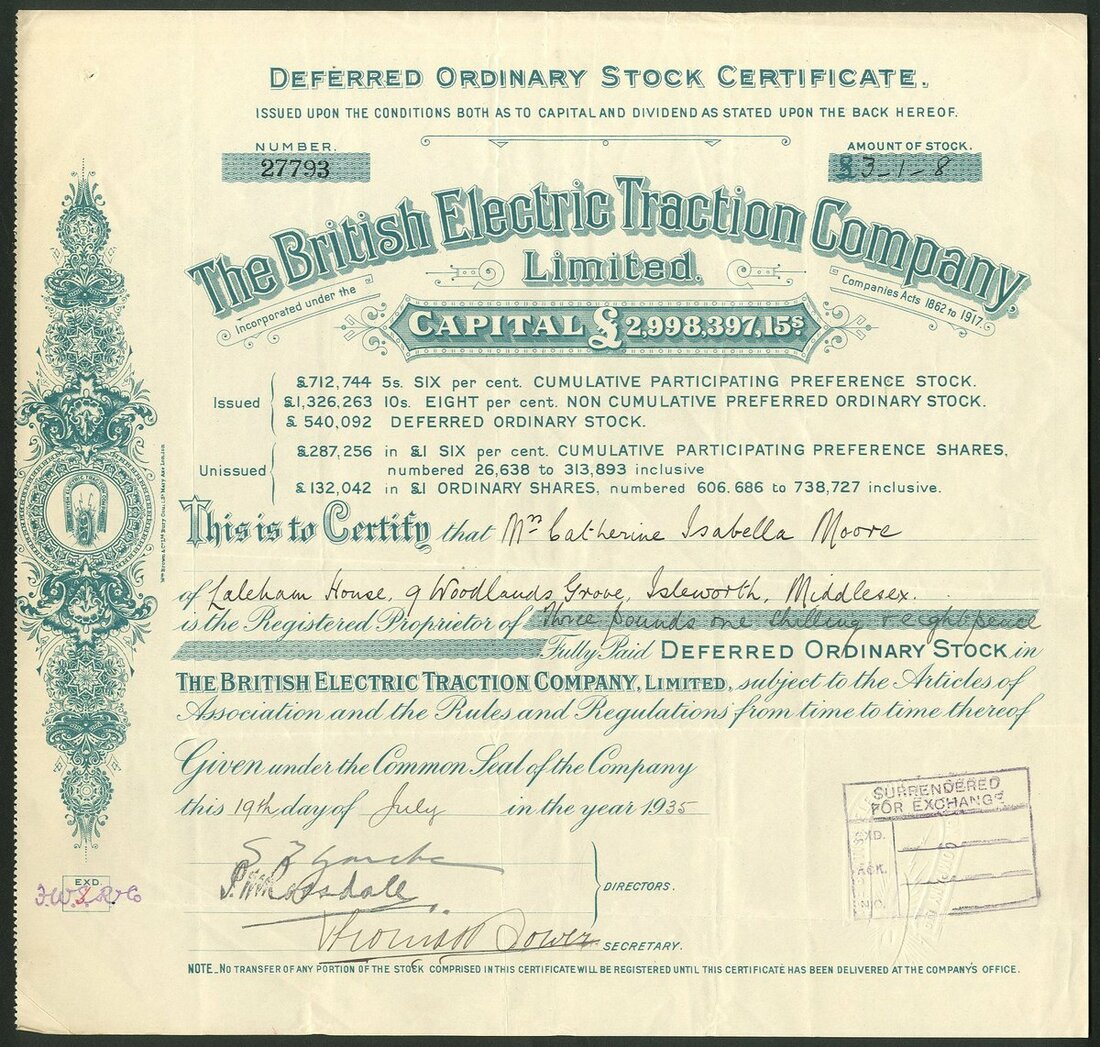 DEFERRED ORDINARY STOCK CERTIFICATE.
ISSUED UPON THE CONDITIONS BOTH AS TO CAPITAL AND DIVIDEND AS STATED UPON THE BACK HEREOF.
NUMBER.
27793
AMOUNT OF STOCK.
£3-1-8
The British Electric Traction Company,
Limited.
Incorporated under the
Companies Acts 1862 to 1917.
CAPITAL £2,998,397,15s
Issued
£712,744 5s. SIX per cent. CUMULATIVE PARTICIPATING PREFERENCE STOCK.
£1,326,263 10s. EIGHT per cent. NON CUMULATIVE PREFERRED ORDINARY STOCK.
£ 540,092 DEFERRED ORDINARY STOCK.
Unissued
£287,256 in £1 SIX per cent. CUMULATIVE PARTICIPATING PREFERENCE SHARES,
numbered 26,638 to 313,893 inclusive
£132,042 in £1 ORDINARY SHARES, numbered 606.686 to 738,727 inclusive.
This is to Certify that Mrs Catherine Isabella Moore
of Laleham House, 9 Woodlands Grove, Isleworth, Middlesex.
is the Registered Proprietor of Three pounds one shilling & eightpence
Fully Paid DEFERRED ORDINARY STOCK in
THE BRITISH ELECTRIC TRACTION COMPANY, LIMITED, subject to the Articles of
Association and the Rules and Regulations from time to time thereof
Given under the Common Seal of the Company
this 19th day of July in the year 1935
SURRENDERED
FOR EXCHANGE
EXD.
DIRECTORS.
SECRETARY.
EXD.
NOTE_NO TRANSFER OF ANY PORTION OF THE STOCK COMPRISED IN THIS CERTIFICATE WILL BE REGISTERED UNTIL THIS CERTIFICATE HAS BEEN DELIVERED AT THE COMPANY'S OFFICE.